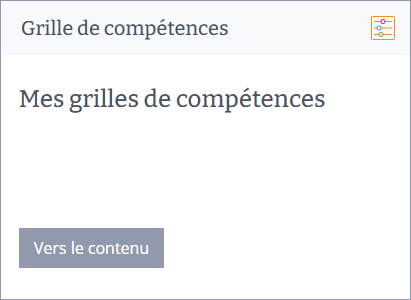 Grille de compétences
Mes grilles de compétences
Vers le contenu